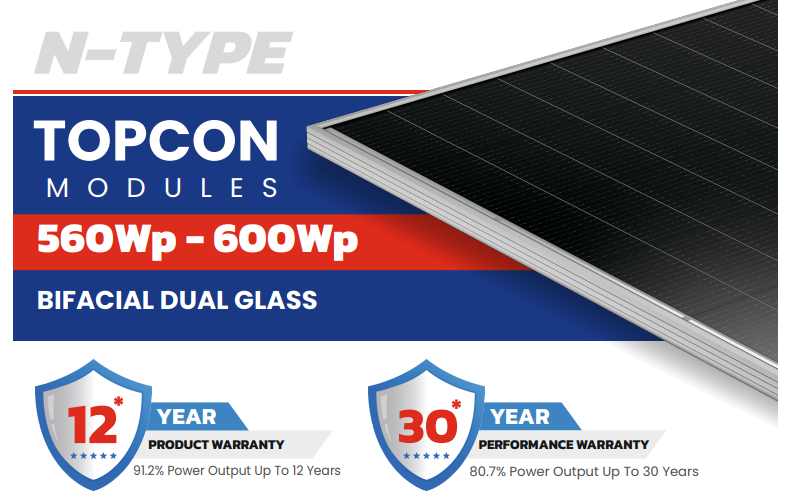 N-TYPE
TOPCON
MODULES
560Wp - 600Wp
BIFACIAL DUAL GLASS
12*
YEAR
PRODUCT WARRANTY
91.2% Power Output Up To 12 Years
30*
YEAR
PERFORMANCE WARRANTY
80.7% Power Output Up To 30 Years